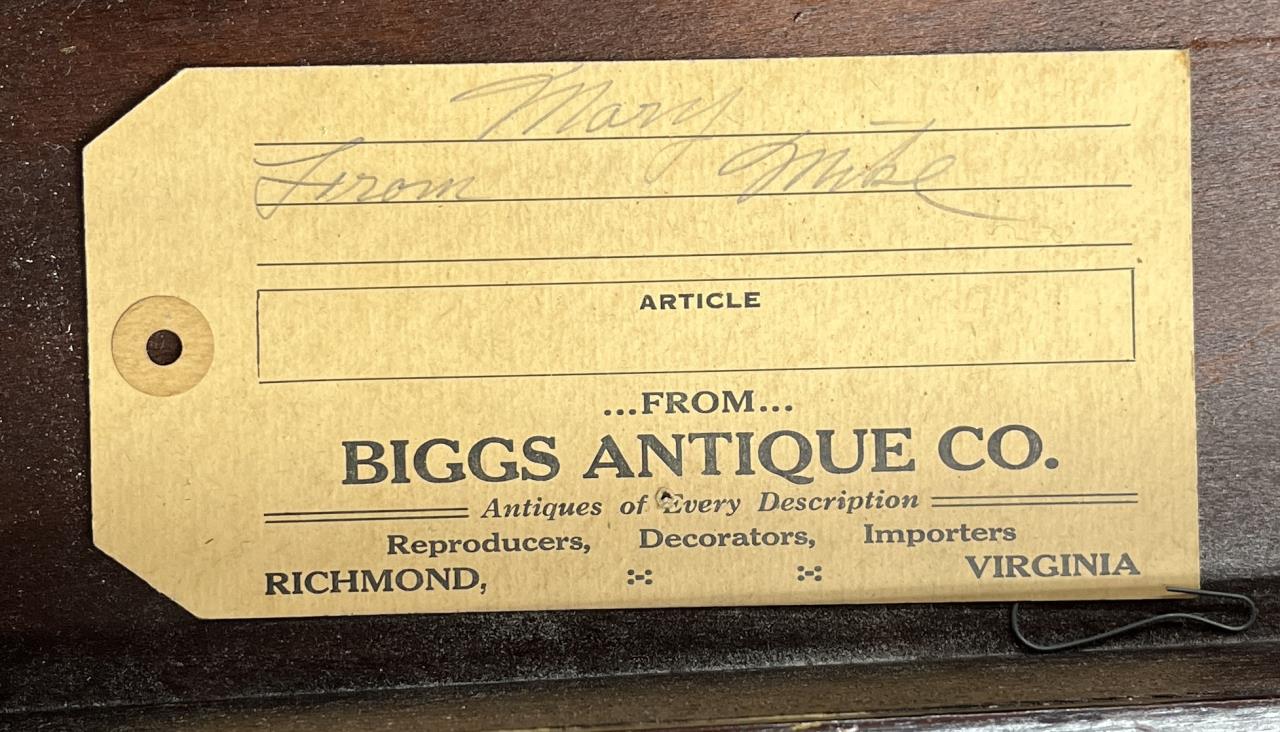 Mary
From Mike
ARTICLE
...FROM...
BIGGS ANTIQUE CO.
Antiques of Every Description
Reproducers, Decorators, Importers
RICHMOND, :-: :-: VIRGINIA